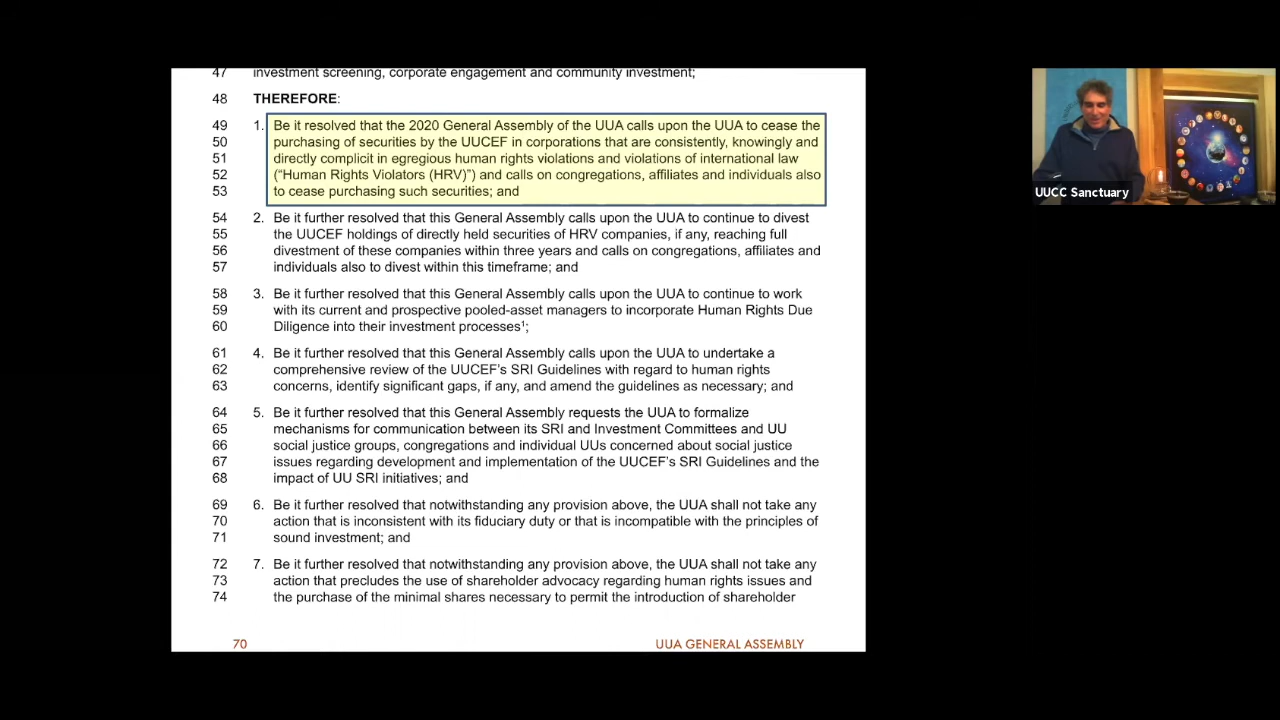 47 investment screening, corporate engagement and community investment;
48 THEREFORE:
49 1. Be it resolved that the 2020 General Assembly of the UUA calls upon the UUA to cease the
50 purchasing of securities by the UUCEF in corporations that are consistently, knowingly and
51 directly complicit in egregious human rights violations and violations of international law
52 (“Human Rights Violators (HRV)”) and calls on congregations, affiliates and individuals also
53 to cease purchasing such securities; and
54 2. Be it further resolved that this General Assembly calls upon the UUA to continue to divest
55 the UUCEF holdings of directly held securities of HRV companies, if any, reaching full
56 divestment of these companies within three years and calls on congregations, affiliates and
57 individuals also to divest within this timeframe; and
58 3. Be it further resolved that this General Assembly calls upon the UUA to continue to work
59 with its current and prospective pooled-asset managers to incorporate Human Rights Due
60 Diligence into their investment processes¹;
61 4. Be it further resolved that this General Assembly calls upon the UUA to undertake a
62 comprehensive review of the UUCEF’s SRI Guidelines with regard to human rights
63 concerns, identify significant gaps, if any, and amend the guidelines as necessary; and
64 5. Be it further resolved that this General Assembly requests the UUA to formalize
65 mechanisms for communication between its SRI and Investment Committees and UU
66 social justice groups, congregations and individual UUs concerned about social justice
67 issues regarding development and implementation of the UUCEF’s SRI Guidelines and the
68 impact of UU SRI initiatives; and
69 6. Be it further resolved that notwithstanding any provision above, the UUA shall not take any
70 action that is inconsistent with its fiduciary duty or that is incompatible with the principles of
71 sound investment; and
72 7. Be it further resolved that notwithstanding any provision above, the UUA shall not take any
73 action that precludes the use of shareholder advocacy regarding human rights issues and
74 the purchase of the minimal shares necessary to permit the introduction of shareholder
70 UUA GENERAL ASSEMBLY
UUCC Sanctuary